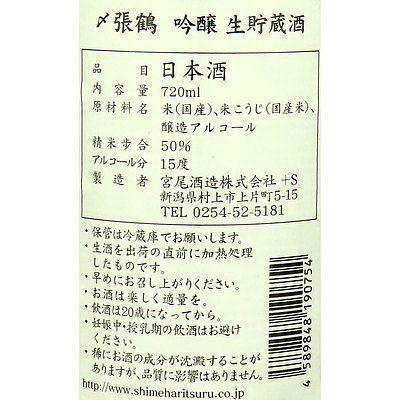 〆張鶴 吟醸 生貯蔵酒
品目 日本酒
内容量 720ml
原材料名 米(国産)、米こうじ(国産米)、
醸造アルコール
精米歩合 50%
アルコール分 15度
製造者 宮尾酒造株式会社 +S
新潟県村上市上片町5-15
TEL 0254-52-5181
・保管は冷蔵庫でお願いします。
・生酒を出荷の直前に加熱処理
したものです。
・早めにお召し上がりください。
・お酒は楽しく適量を。
・飲酒は20歳になってから。
・妊娠中・授乳期の飲酒はお避け
ください。
・稀にお酒の成分が沈澱することが
ありますが、品質に影響はありません。
http://www.shimeharitsuru.co.jp
4 589848 190754